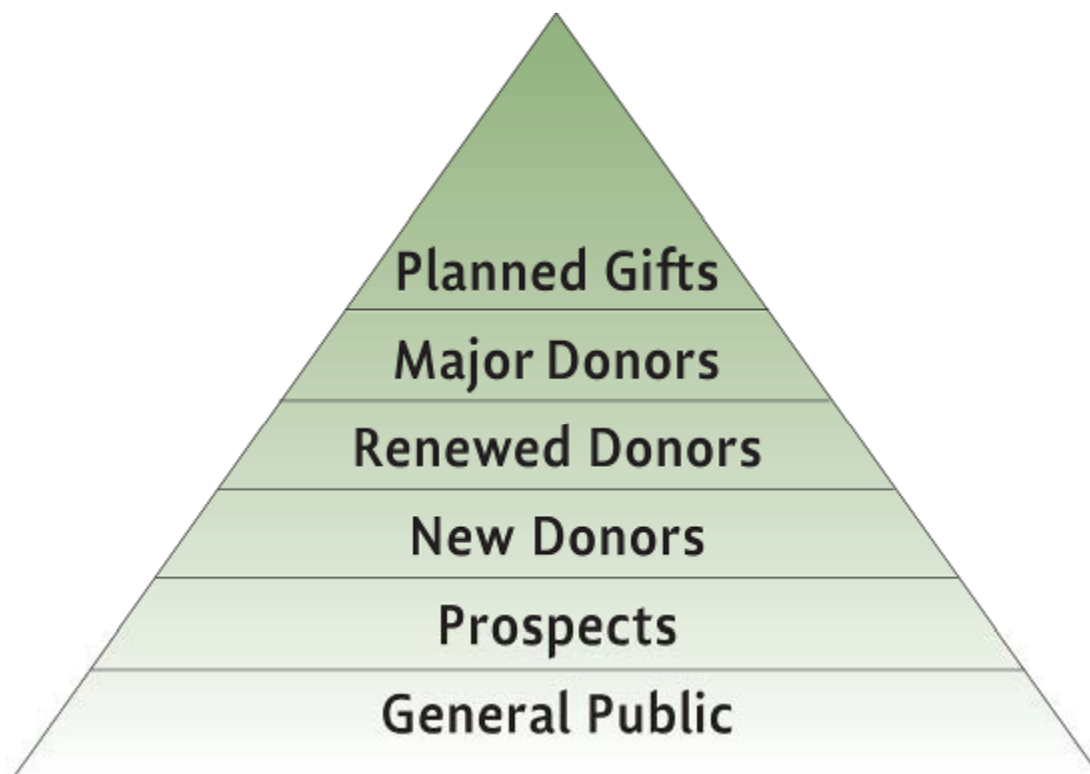 Planned Gifts
Major Donors
Renewed Donors
New Donors
Prospects
General Public